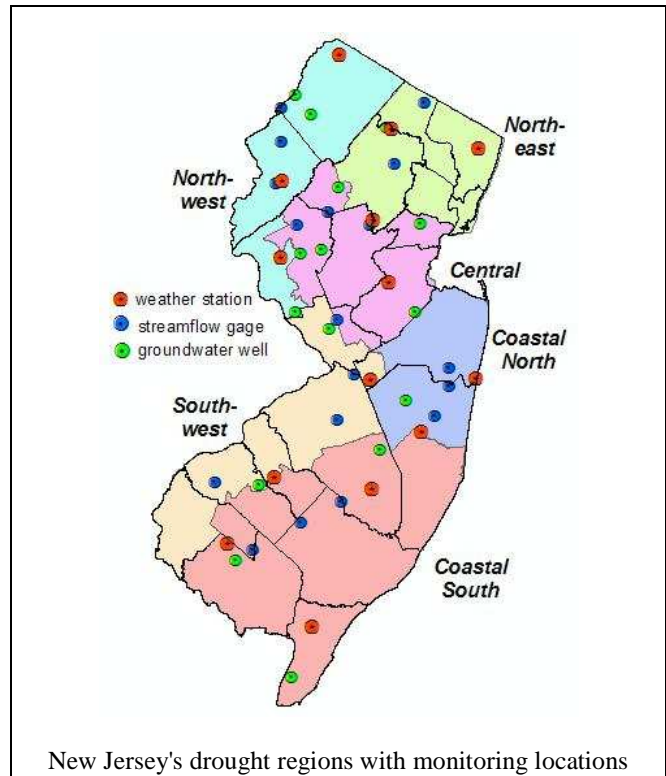 North-
east
North-
west
Central
weather station
streamflow gage
groundwater well
Coastal
North
South-
west
Coastal
South
New Jersey's drought regions with monitoring locations